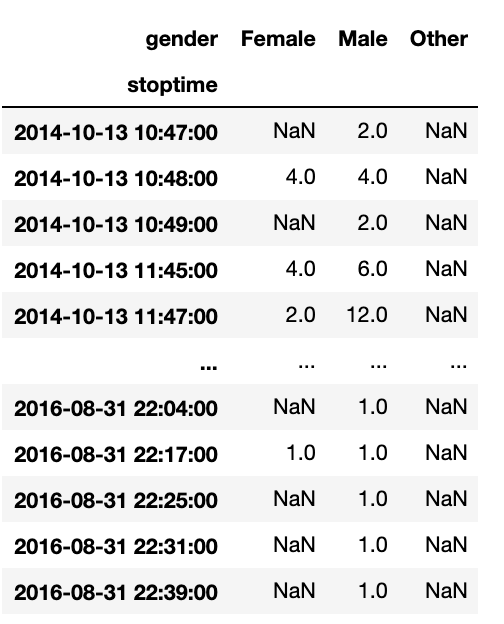 gender Female Male Other
stoptime
2014-10-13 10:47:00 NaN 2.0 NaN
2014-10-13 10:48:00 4.0 4.0 NaN
2014-10-13 10:49:00 NaN 2.0 NaN
2014-10-13 11:45:00 4.0 6.0 NaN
2014-10-13 11:47:00 2.0 12.0 NaN
... ... ... ...
2016-08-31 22:04:00 NaN 1.0 NaN
2016-08-31 22:17:00 1.0 1.0 NaN
2016-08-31 22:25:00 NaN 1.0 NaN
2016-08-31 22:31:00 NaN 1.0 NaN
2016-08-31 22:39:00 NaN 1.0 NaN